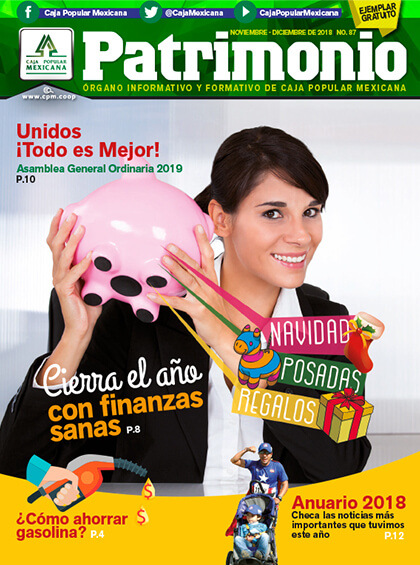 Caja Popular Mexicana @CajaMexicana CajaPopularMexicana
EJEMPLAR
GRATUITO
NOVIEMBRE - DICIEMBRE DE 2018 NO. 87
CAJA POPULAR
MEXICANA
www.cpm.coop
Patrimonio
ÓRGANO INFORMATIVO Y FORMATIVO DE CAJA POPULAR MEXICANA
Unidos
¡Todo es Mejor!
Asamblea General Ordinaria 2019
P.10
NAVIDAD
POSADAS
REGALOS
Cierra el año
con finanzas
sanas P.8
¿Cómo ahorrar
gasolina? P.4
Anuario 2018
Checa las noticias más
importantes que tuvimos
este año P.12